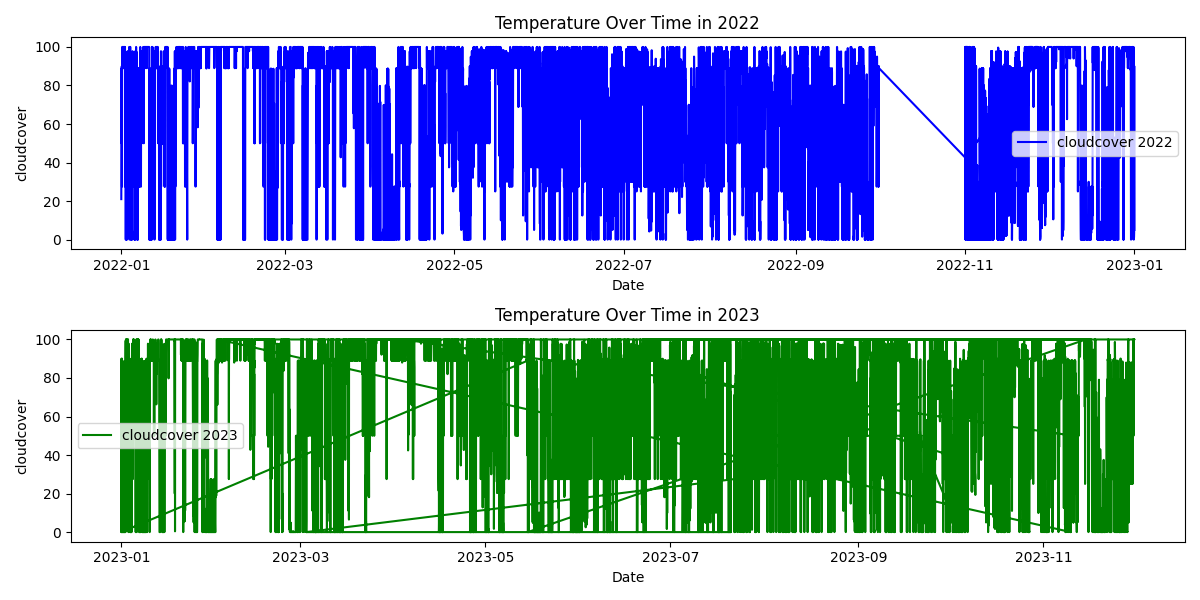 Temperature Over Time in 2022
100
80
60
40
20
0
cloudcover
cloudcover 2022
2022-01 2022-03 2022-05 2022-07 2022-09 2022-11 2023-01
Date
Temperature Over Time in 2023
100
80
60
40
20
0
cloudcover
cloudcover 2023
2023-01 2023-03 2023-05 2023-07 2023-09 2023-11
Date